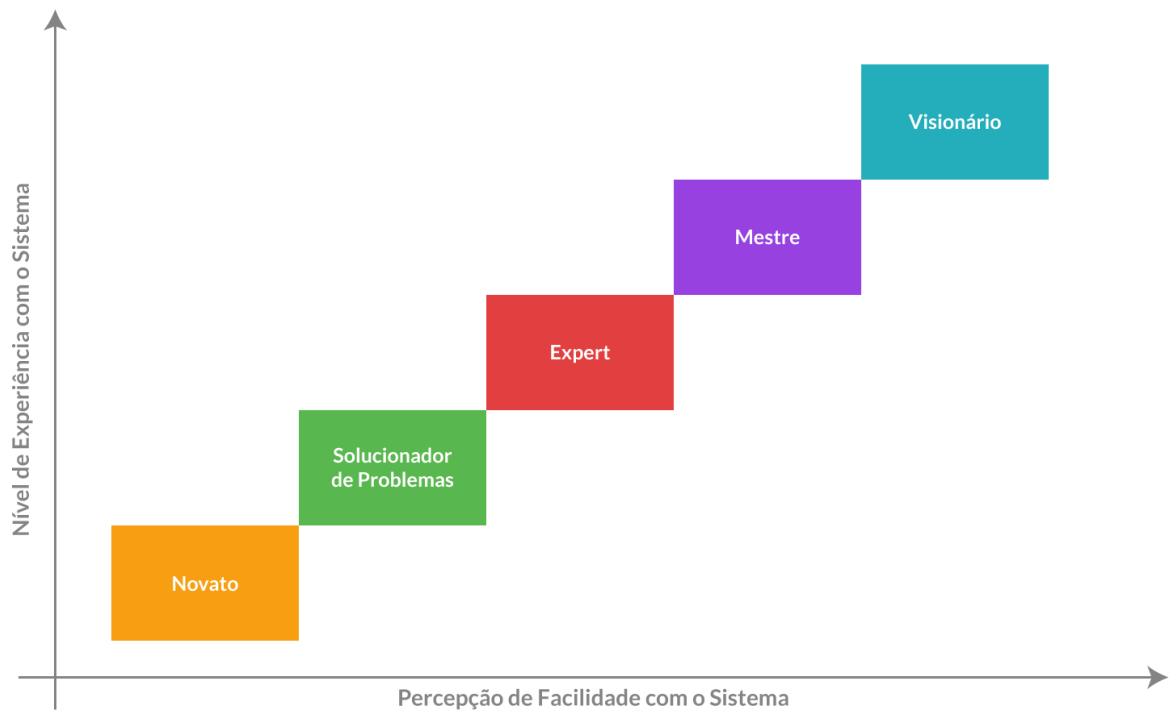 Nível de Experiência com o Sistema
Visionário
Mestre
Expert
Solucionador
de Problemas
Novato
Percepção de Facilidade com o Sistema